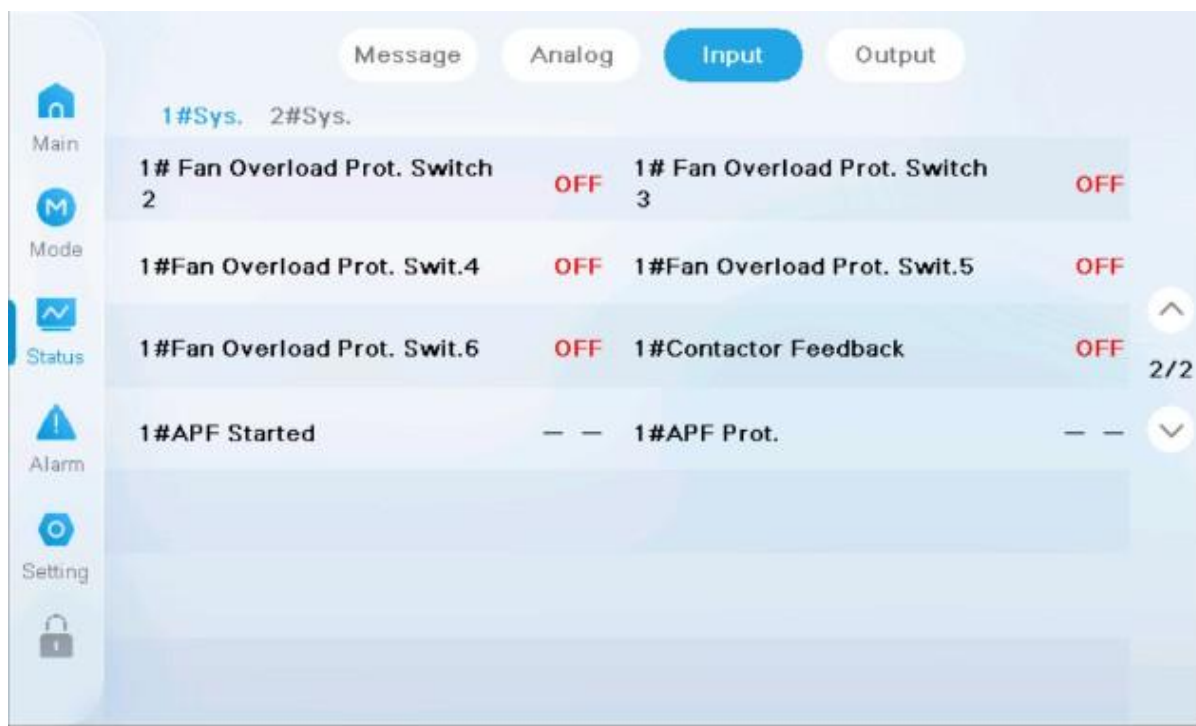 Message Analog Input Output
1#Sys. 2#Sys.
Main
Mode
Status
Alarm
Setting
1# Fan Overload Prot. Switch
2
OFF
1# Fan Overload Prot. Switch
3
OFF
1#Fan Overload Prot. Swit.4 OFF
1#Fan Overload Prot. Swit.5 OFF
1#Fan Overload Prot. Swit.6 OFF
1#Contactor Feedback OFF
1#APF Started — —
1#APF Prot. — —
2/2